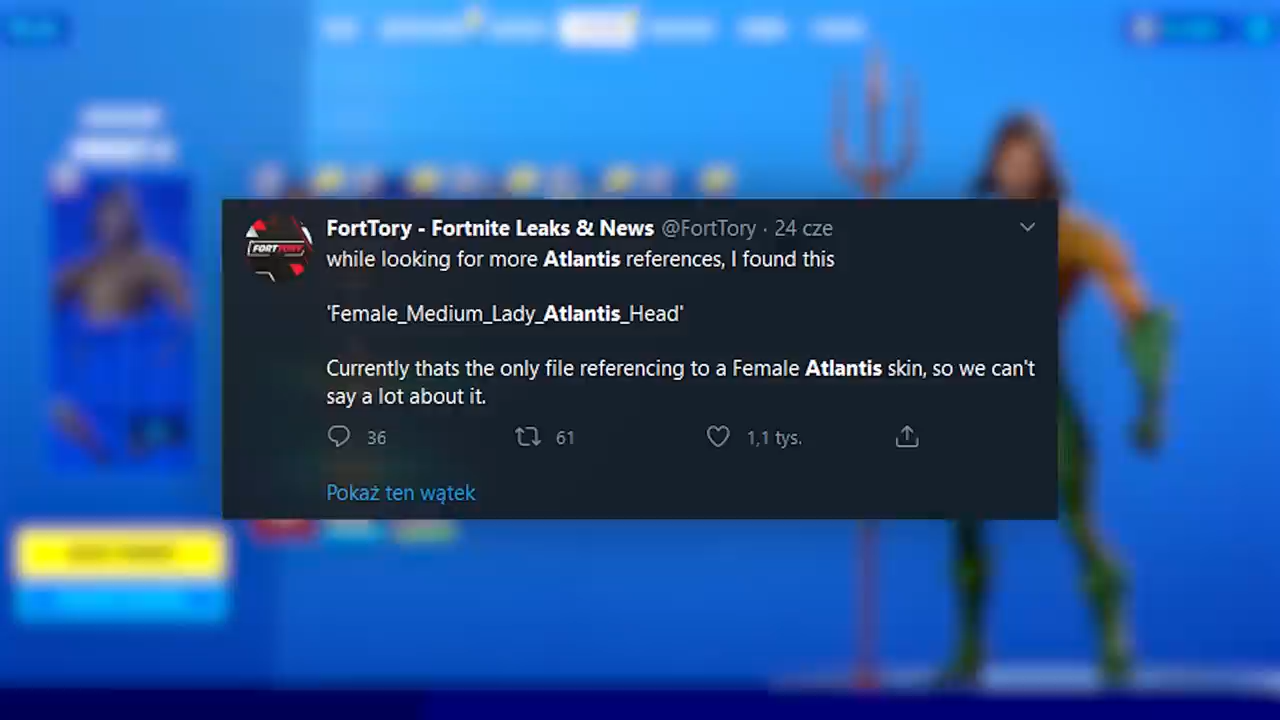 FortTory - Fortnite Leaks & News @FortTory · 24 cze
while looking for more Atlantis references, I found this
'Female_Medium_Lady_Atlantis_Head'
Currently thats the only file referencing to a Female Atlantis skin, so we can't
say a lot about it.
36 61 1,1 tys.
Pokaż ten wątek